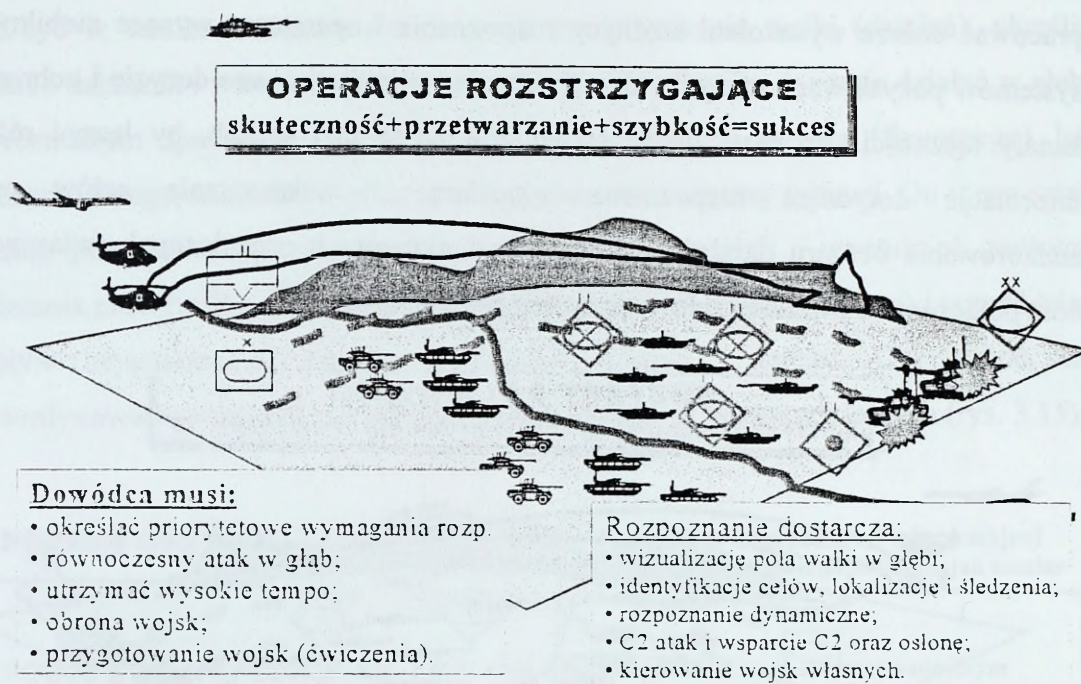 OPERACJE ROZSTRZYGAJĄCE
skuteczność+przetwarzanie+szybkość=sukces
Dowódca musi:
• określać priorytetowe wymagania rozp.
• równoczesny atak w głąb;
• utrzymać wysokie tempo;
• obrona wojsk;
• przygotowanie wojsk (ćwiczenia).
Rozpoznanie dostarcza:
• wizualizację pola walki w głębi;
• identyfikacje celów, lokalizację i śledzenia;
rozpoznanie dynamiczne;
• C2 atak i wsparcie C2 oraz osłonę;
• kierowanie wojsk własnych.